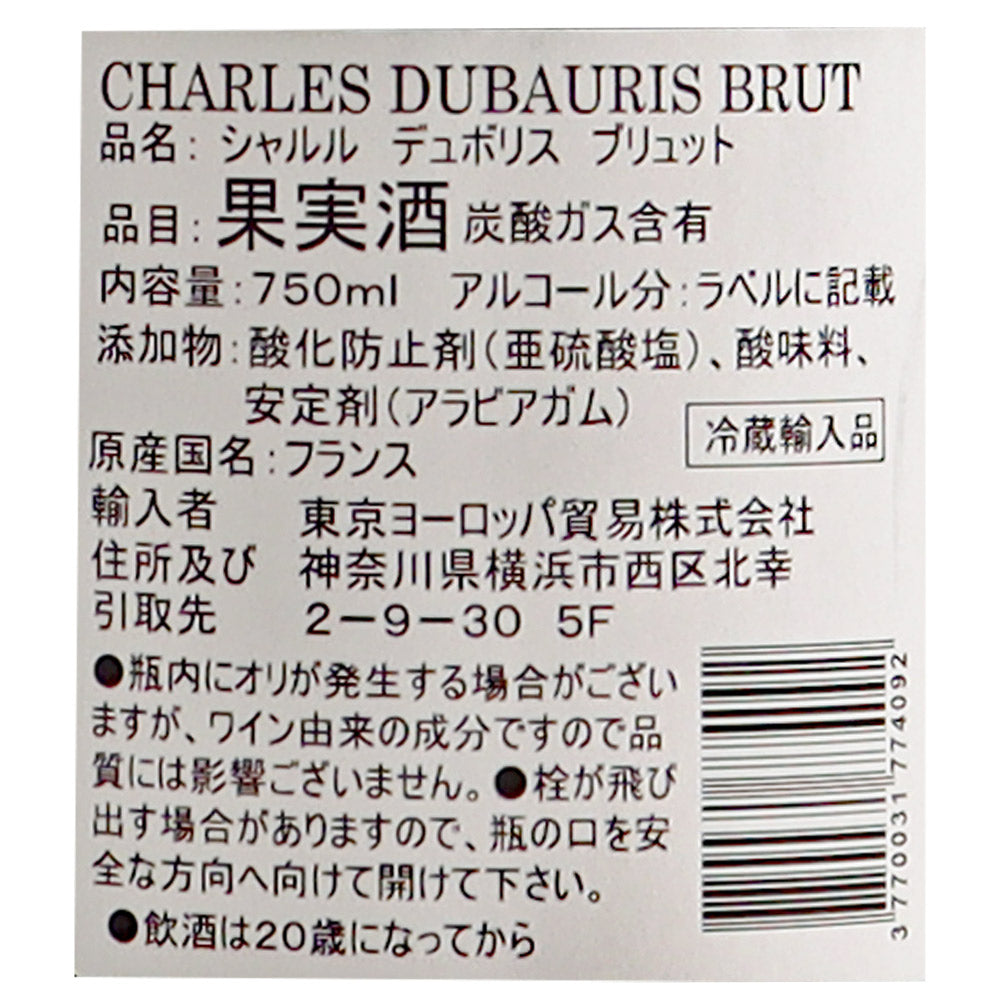 CHARLES DUBAURIS BRUT
品名：シャルル デュボリス ブリュット
品目：果実酒 炭酸ガス含有
内容量：750ml アルコール分：ラベルに記載
添加物：酸化防止剤（亜硫酸塩）、酸味料、
安定剤（アラビアガム）
冷蔵輸入品
原産国名：フランス
輸入者 東京ヨーロッパ貿易株式会社
住所及び 神奈川県横浜市西区北幸
引取先 2－9－30 5F
●瓶内にオリが発生する場合がござい
ますが、ワイン由来の成分ですので品
質には影響ございません。●栓が飛び
出す場合がありますので、瓶の口を安
全な方向へ向けて開けて下さい。
●飲酒は20歳になってから
3 770031 774092